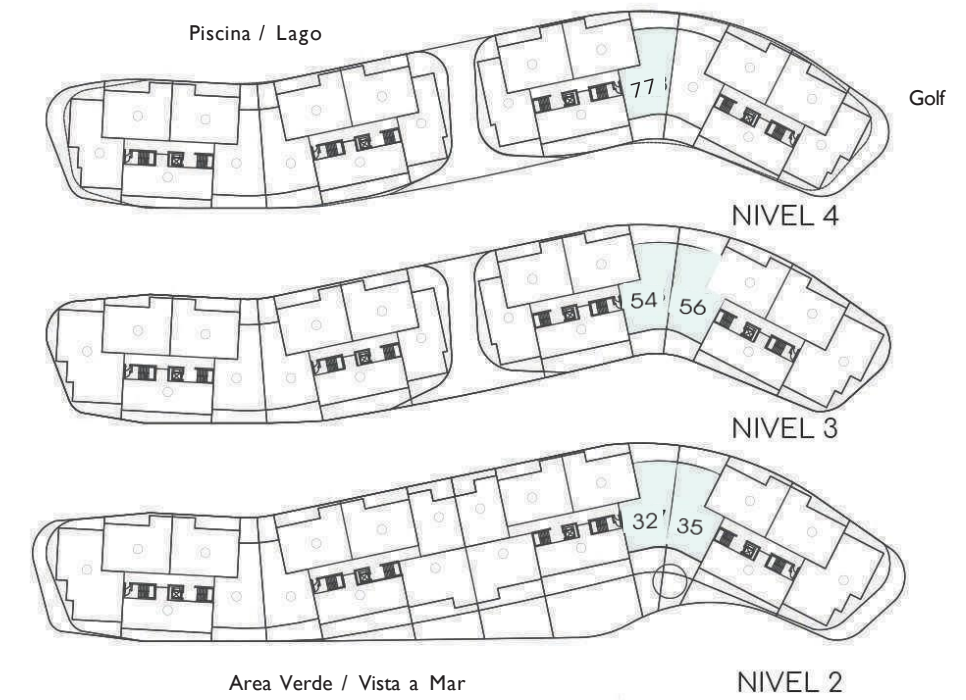 Piscina / Lago
77
Golf
NIVEL 4
54
56
NIVEL 3
32
35
Area Verde / Vista a Mar
NIVEL 2